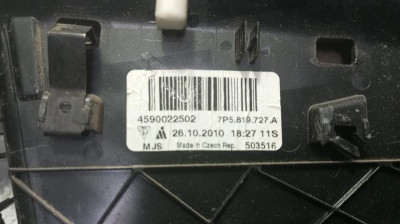 4590022502 7P5.819.727.A
26.10.2010 18:27 11S
MJS Made in Czech Rep. 503516